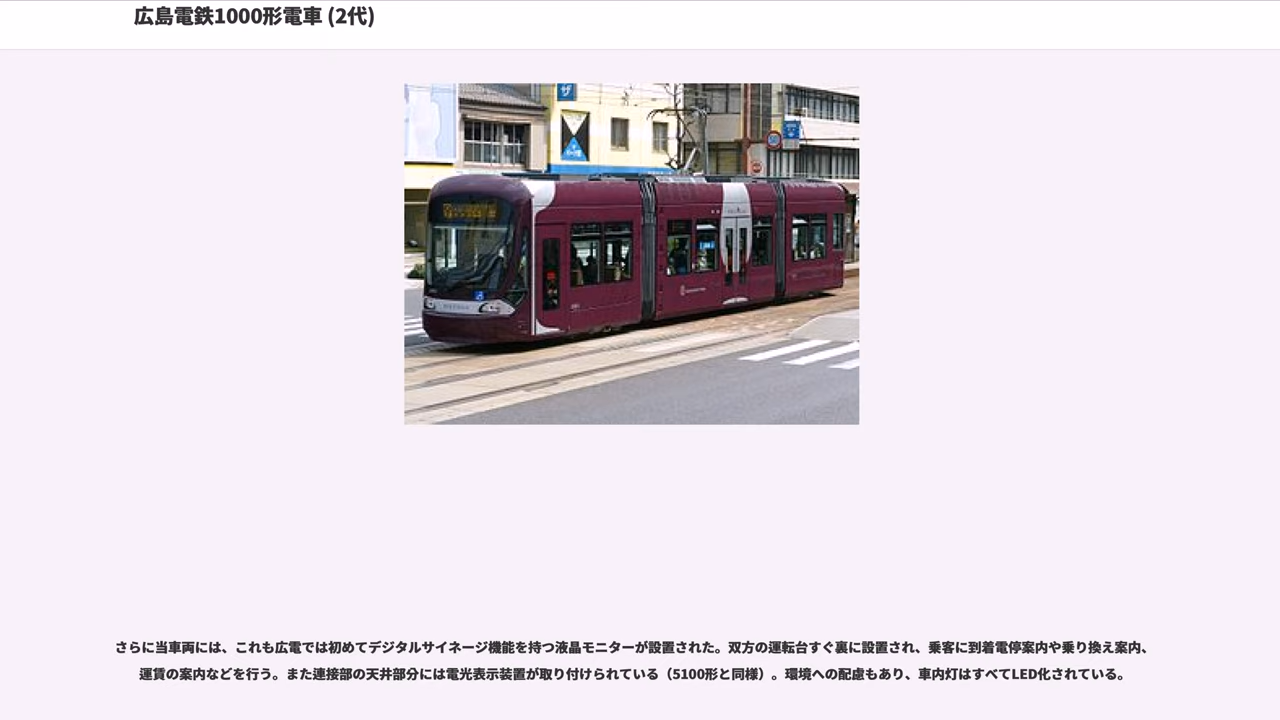 広島電鉄1000形電車 (2代)
ザ
さらに当車両には、これも広電では初めてデジタルサイネージ機能を持つ液晶モニターが設置された。双方の運転台すぐ裏に設置され、乗客に到着電停案内や乗り換え案内、
運賃の案内などを行う。また連接部の天井部分には電光表示装置が取り付けられている（5100形と同様）。環境への配慮もあり、車内灯はすべてLED化されている。